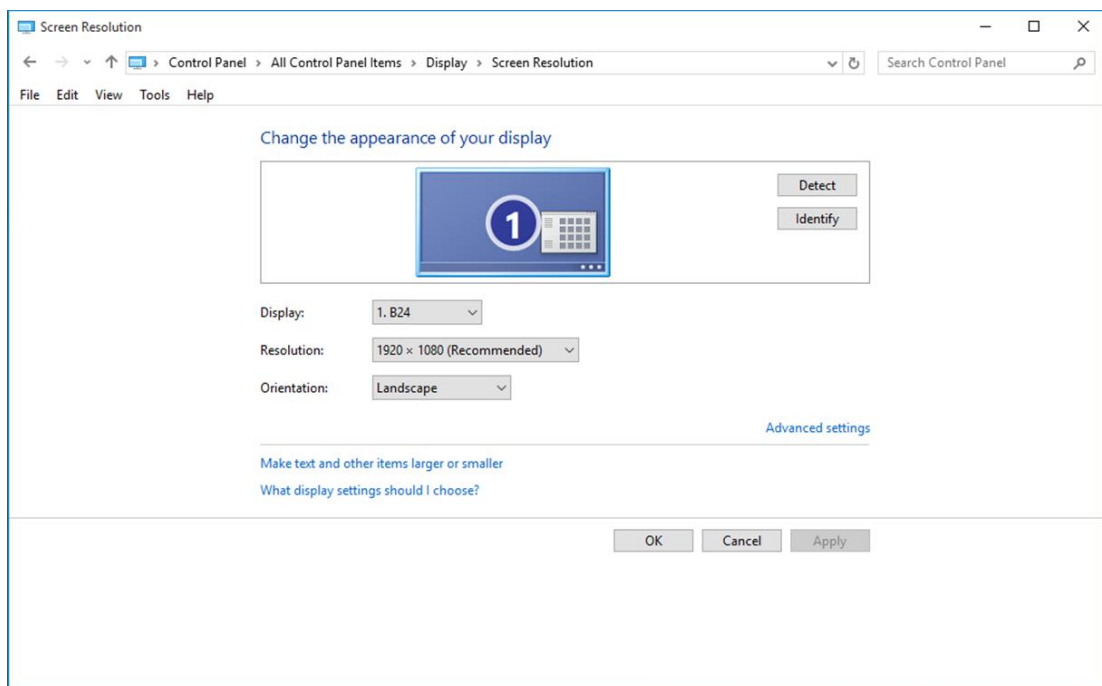 Screen Resolution
Control Panel > All Control Panel Items > Display > Screen Resolution
Search Control Panel
File Edit View Tools Help
Change the appearance of your display
1
Detect
Identify
Display: 1. B24
Resolution: 1920 × 1080 (Recommended)
Orientation: Landscape
Advanced settings
Make text and other items larger or smaller
What display settings should I choose?
OK Cancel Apply